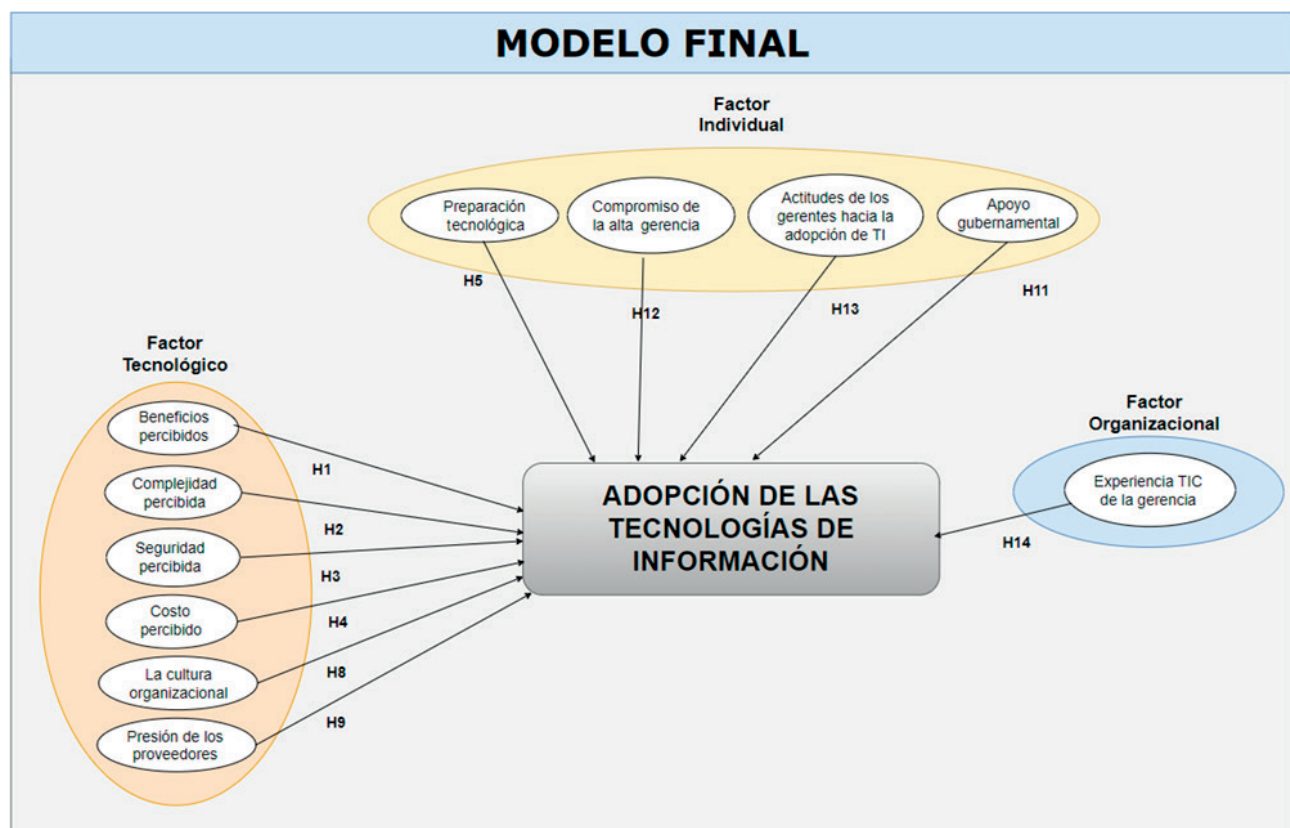 MODELO FINAL
Factor
Individual
Preparación
tecnológica
Compromiso de
la alta gerencia
Actitudes de los
gerentes hacia la
adopción de TI
Apoyo
gubernamental
H5
H12
H13
H11
Factor
Tecnológico
Beneficios
percibidos
Complejidad
percibida
Seguridad
percibida
Costo
percibido
La cultura
organizacional
Presión de los
proveedores
H1
H2
H3
H4
H8
H9
ADOPCIÓN DE LAS
TECNOLOGÍAS DE
INFORMACIÓN
Factor
Organizacional
Experiencia TIC
de la gerencia
H14